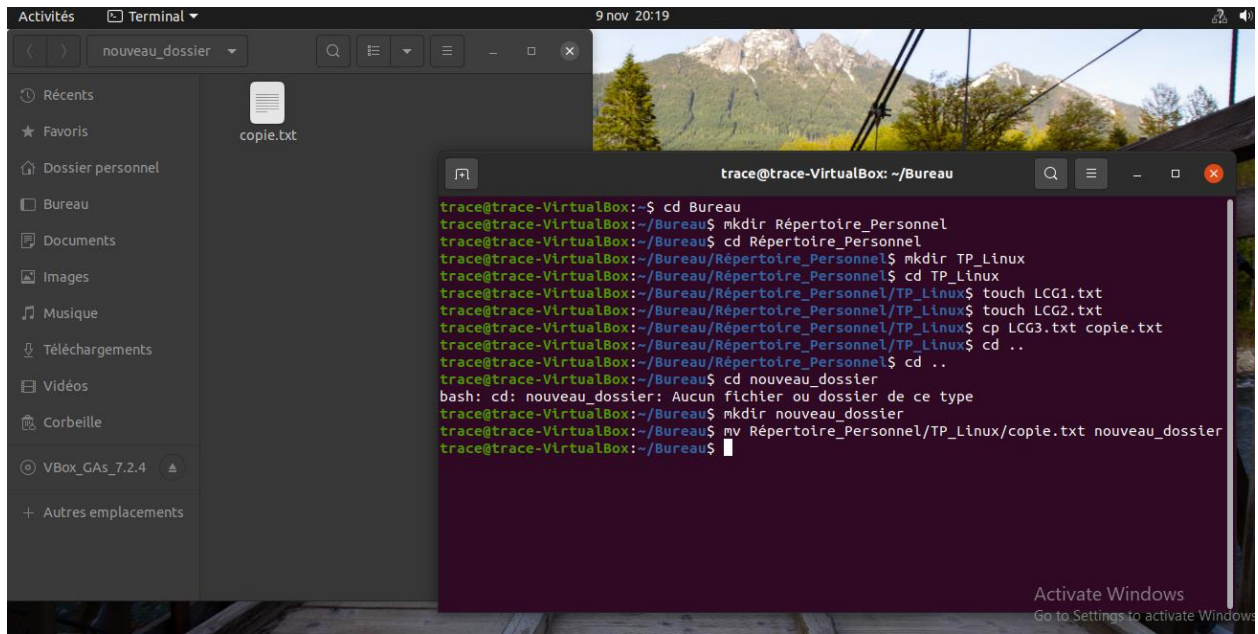 Activités
Terminal
9 nov 20:19
nouveau_dossier
Récents
Favoris
Dossier personnel
Bureau
Documents
Images
Musique
Téléchargements
Vidéos
Corbeille
VBox_GAs_7.2.4
+ Autres emplacements
copie.txt
trace@trace-VirtualBox: ~/Bureau
trace@trace-VirtualBox:~$ cd Bureau
trace@trace-VirtualBox:~/Bureau$ mkdir Répertoire_Personnel
trace@trace-VirtualBox:~/Bureau$ cd Répertoire_Personnel
trace@trace-VirtualBox:~/Bureau/Répertoire_Personnel$ mkdir TP_Linux
trace@trace-VirtualBox:~/Bureau/Répertoire_Personnel$ cd TP_Linux
trace@trace-VirtualBox:~/Bureau/Répertoire_Personnel/TP_Linux$ touch LCG1.txt
trace@trace-VirtualBox:~/Bureau/Répertoire_Personnel/TP_Linux$ touch LCG2.txt
trace@trace-VirtualBox:~/Bureau/Répertoire_Personnel/TP_Linux$ cp LCG3.txt copie.txt
trace@trace-VirtualBox:~/Bureau/Répertoire_Personnel/TP_Linux$ cd ..
trace@trace-VirtualBox:~/Bureau/Répertoire_Personnel$ cd ..
trace@trace-VirtualBox:~/Bureau$ cd nouveau_dossier
bash: cd: nouveau_dossier: Aucun fichier ou dossier de ce type
trace@trace-VirtualBox:~/Bureau$ mkdir nouveau_dossier
trace@trace-VirtualBox:~/Bureau$ mv Répertoire_Personnel/TP_Linux/copie.txt nouveau_dossier
trace@trace-VirtualBox:~/Bureau$
Activate Windows
Go to Settings to activate Windows